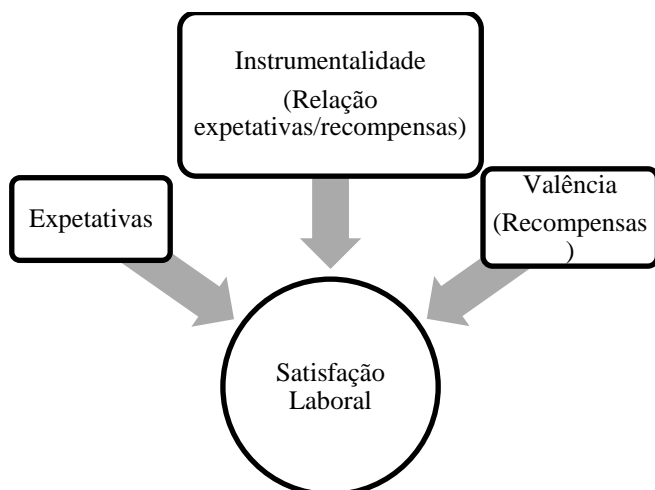 Instrumentalidade
(Relação
expetativas/recompensas)
Expetativas
Valência
(Recompensas
)
Satisfação
Laboral